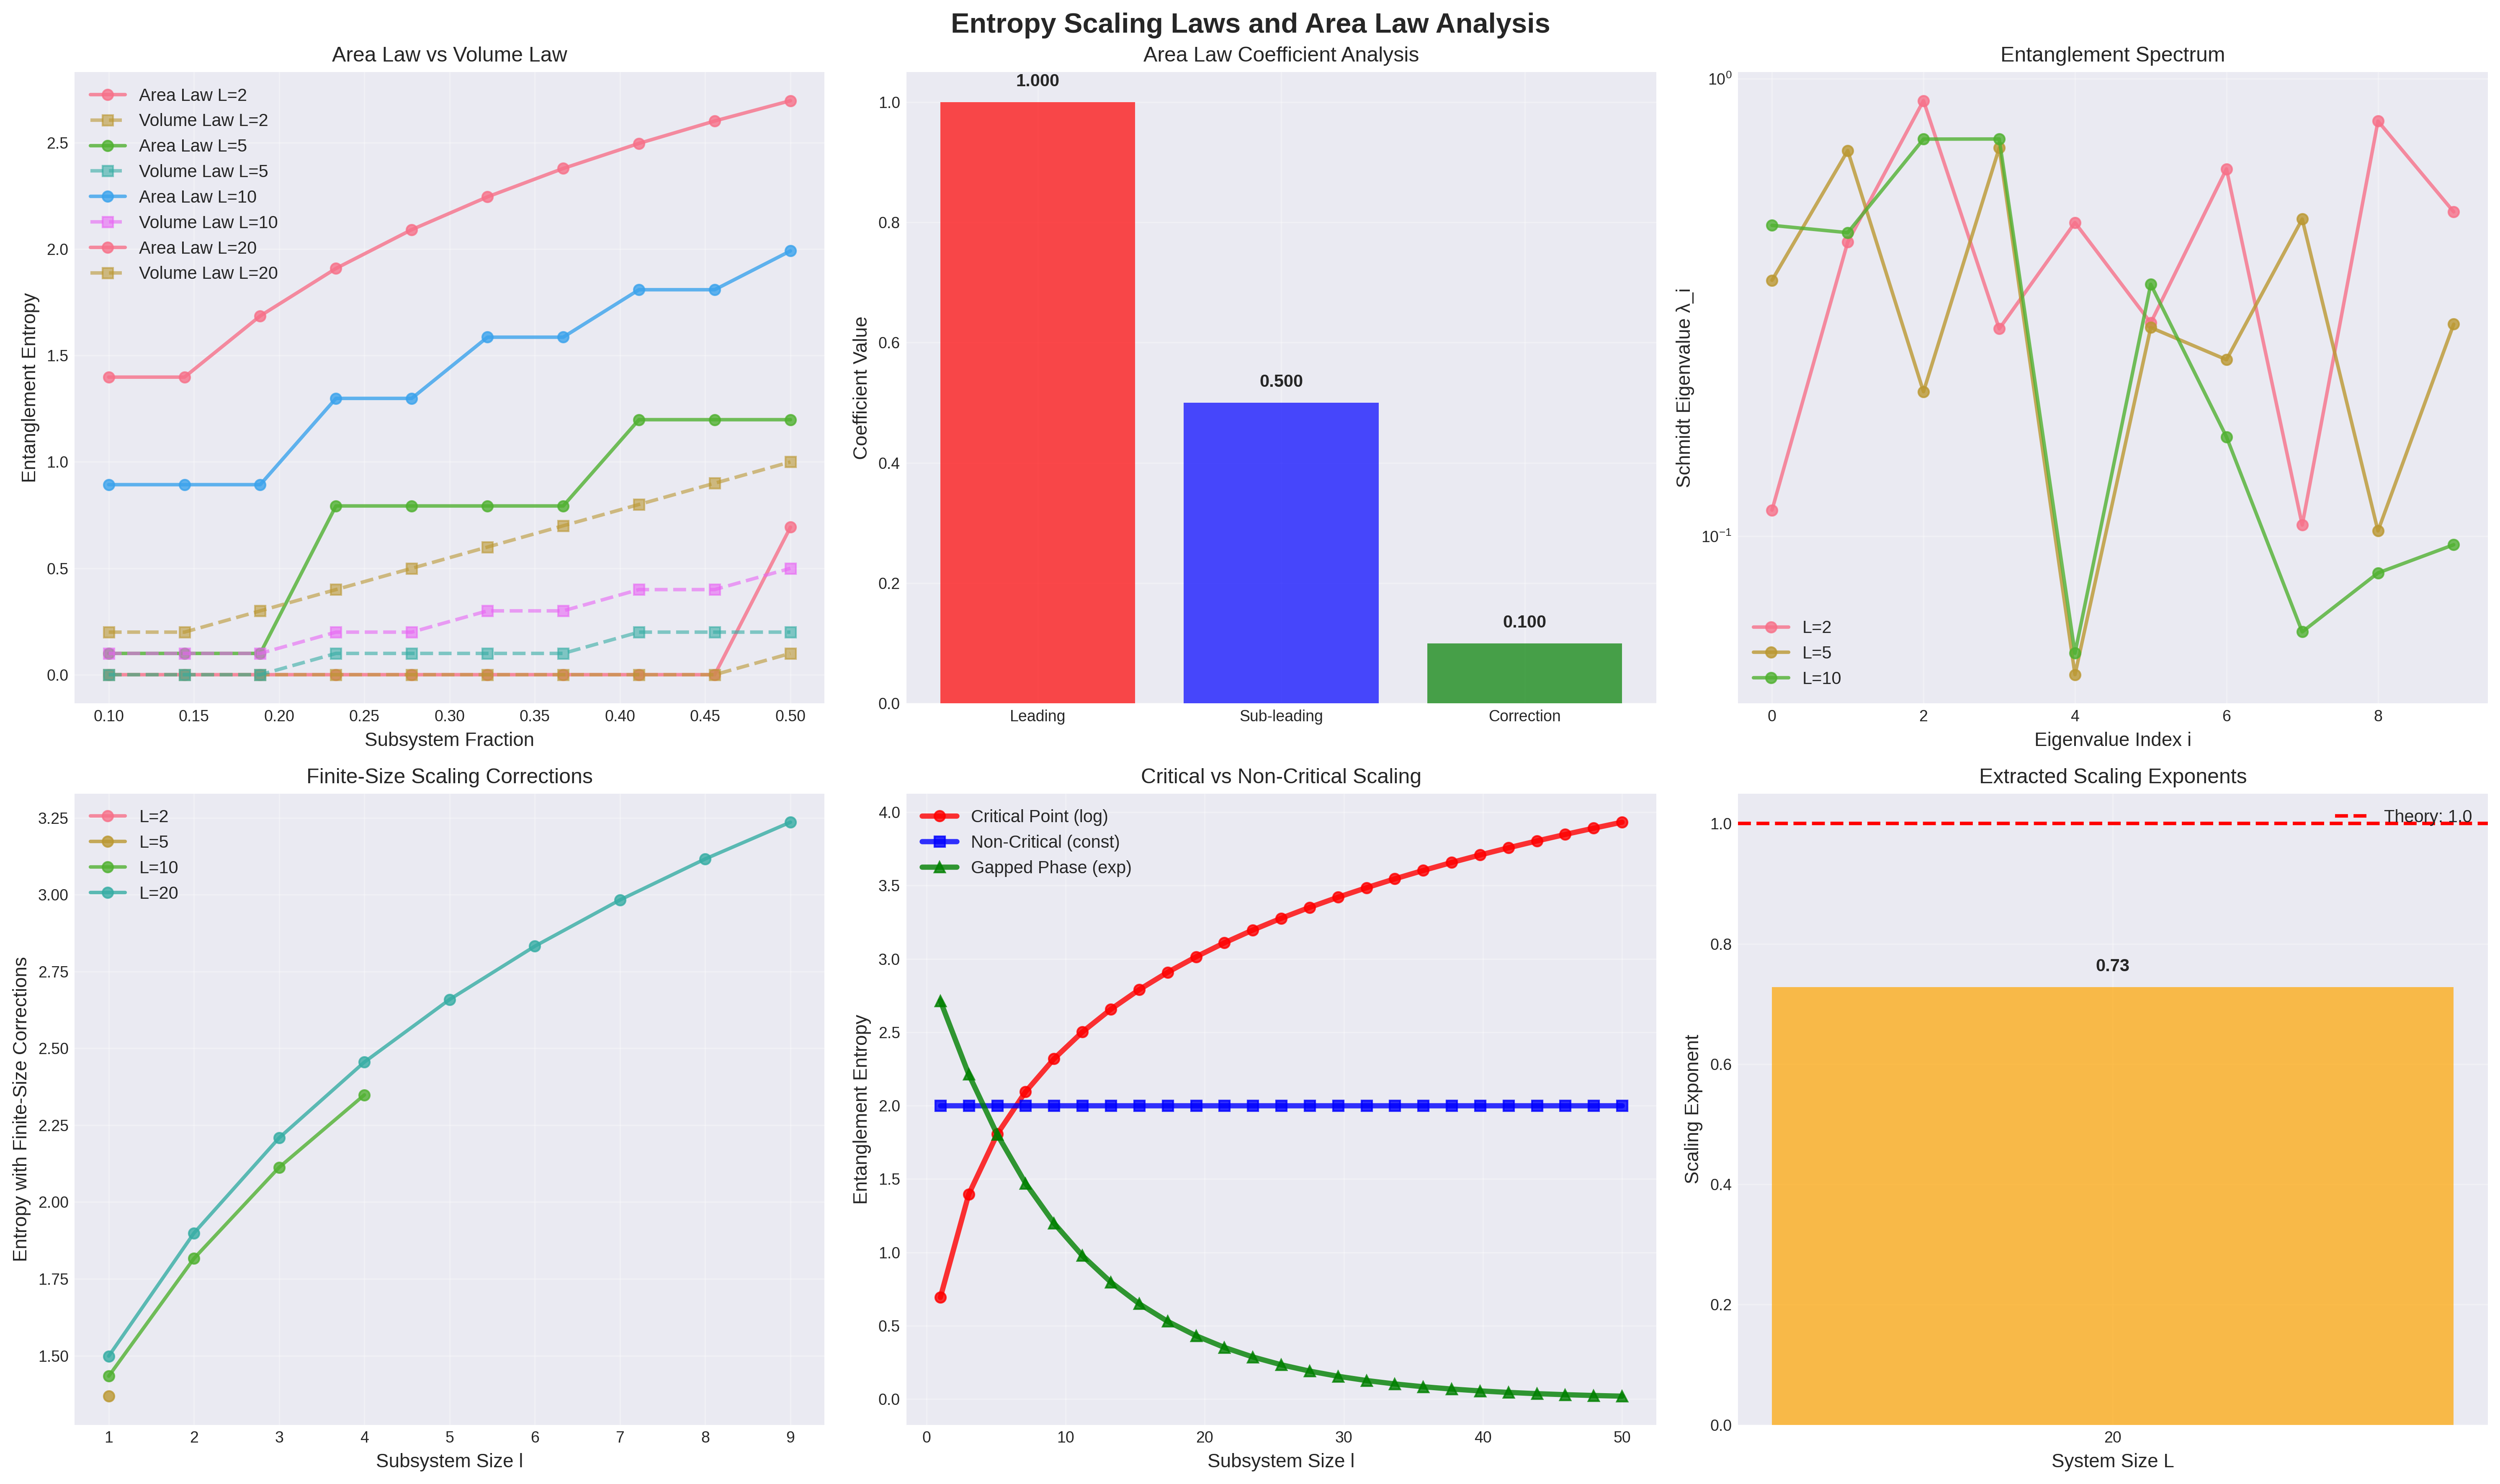 Entropy Scaling Laws and Area Law Analysis
Area Law vs Volume Law
Area Law L=2
Volume Law L=2
Area Law L=5
Volume Law L=5
Area Law L=10
Volume Law L=10
Area Law L=20
Volume Law L=20
Entanglement Entropy
2.5
2.0
1.5
1.0
0.5
0.0
0.10 0.15 0.20 0.25 0.30 0.35 0.40 0.45 0.50
Subsystem Fraction
Area Law Coefficient Analysis
1.000
0.500
0.100
Coefficient Value
1.0
0.8
0.6
0.4
0.2
0.0
Leading Sub-leading Correction
Entanglement Spectrum
Schmidt Eigenvalue λ_i
10⁰
10⁻¹
L=2
L=5
L=10
0 2 4 6 8
Eigenvalue Index i
Finite-Size Scaling Corrections
L=2
L=5
L=10
L=20
Entropy with Finite-Size Corrections
3.25
3.00
2.75
2.50
2.25
2.00
1.75
1.50
1 2 3 4 5 6 7 8 9
Subsystem Size l
Critical vs Non-Critical Scaling
Critical Point (log)
Non-Critical (const)
Gapped Phase (exp)
Entanglement Entropy
4.0
3.5
3.0
2.5
2.0
1.5
1.0
0.5
0.0
0 10 20 30 40 50
Subsystem Size l
Extracted Scaling Exponents
Theory: 1.0
0.73
Scaling Exponent
1.0
0.8
0.6
0.4
0.2
0.0
20
System Size L